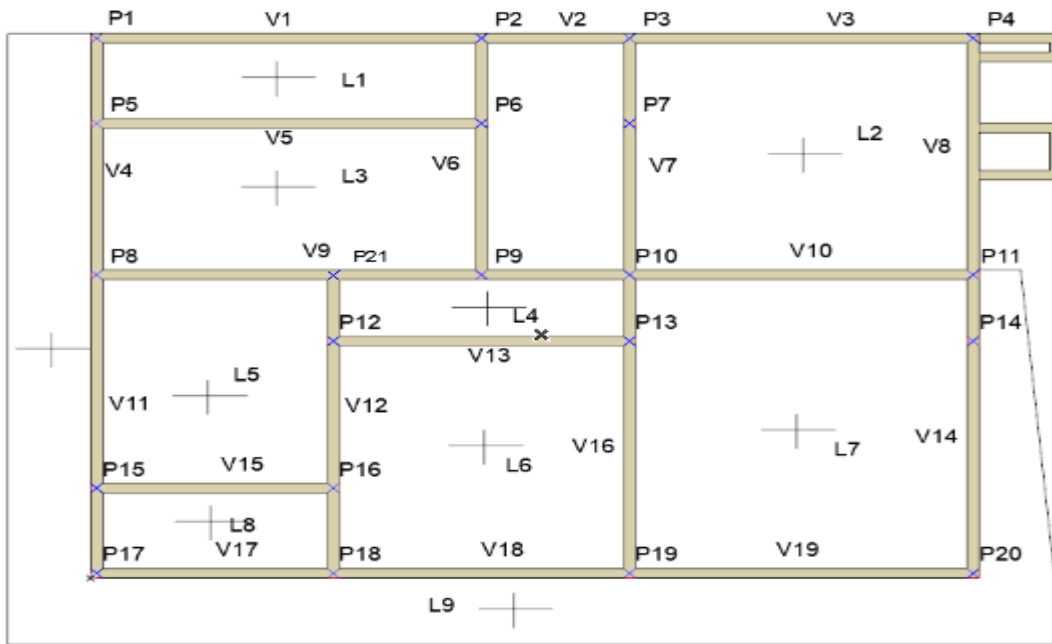 P1 V1 P2 V2 P3 V3 P4
L1
P5 P6 P7
V5 L2
V4 L3 V6 V7 V8
V9 P21
P8 P9 P10 V10 P11
P12 L4 P13 P14
V13
L5
V11 V12 V16 L7 V14
L6
P15 V15 P16
L8
P17 V17 P18 V18 P19 V19 P20
L9